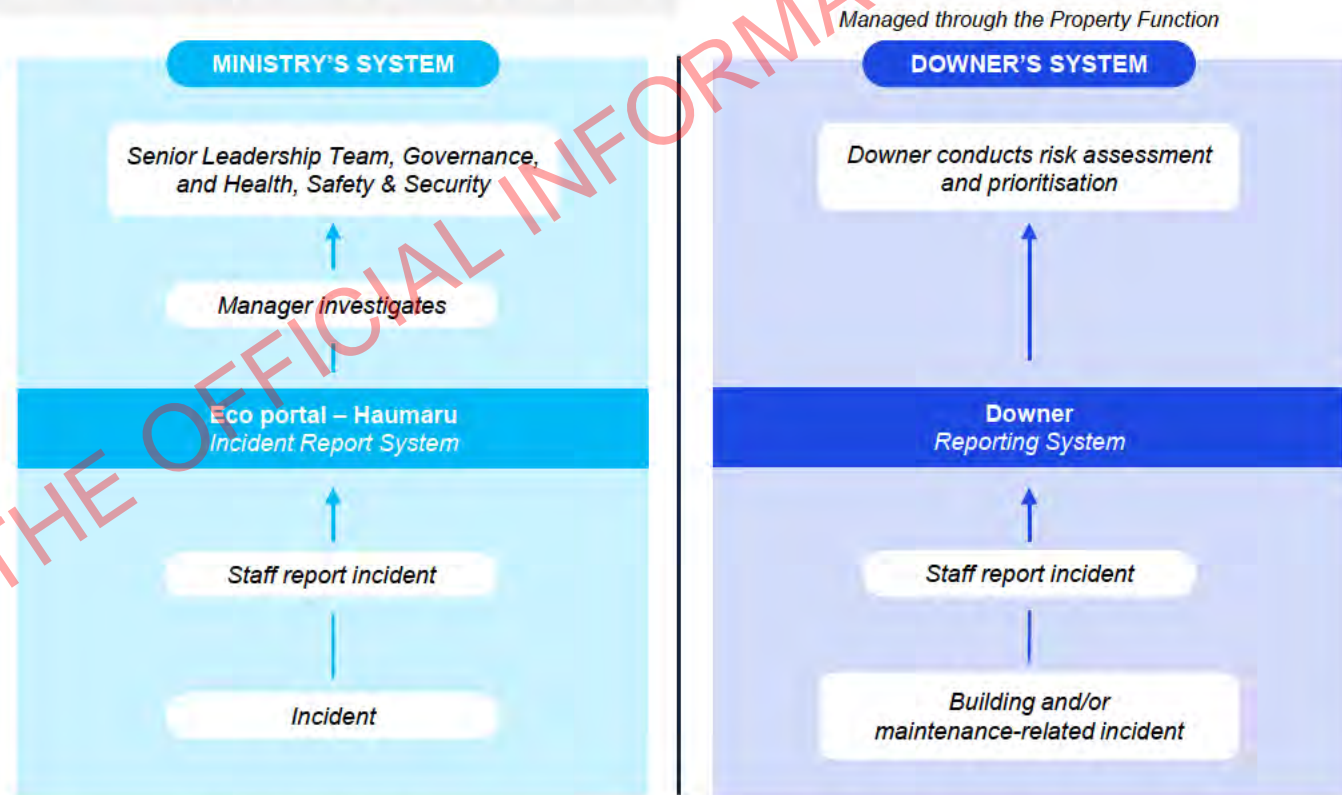 MINISTRY'S SYSTEM
Senior Leadership Team, Governance,
and Health, Safety & Security
Manager investigates
Eco portal – Haumaru
Incident Report System
Staff report incident
Incident
Managed through the Property Function
DOWNER'S SYSTEM
Downer conducts risk assessment
and prioritisation
Downer
Reporting System
Staff report incident
Building and/or
maintenance-related incident
THE OFFICIAL INFORMA